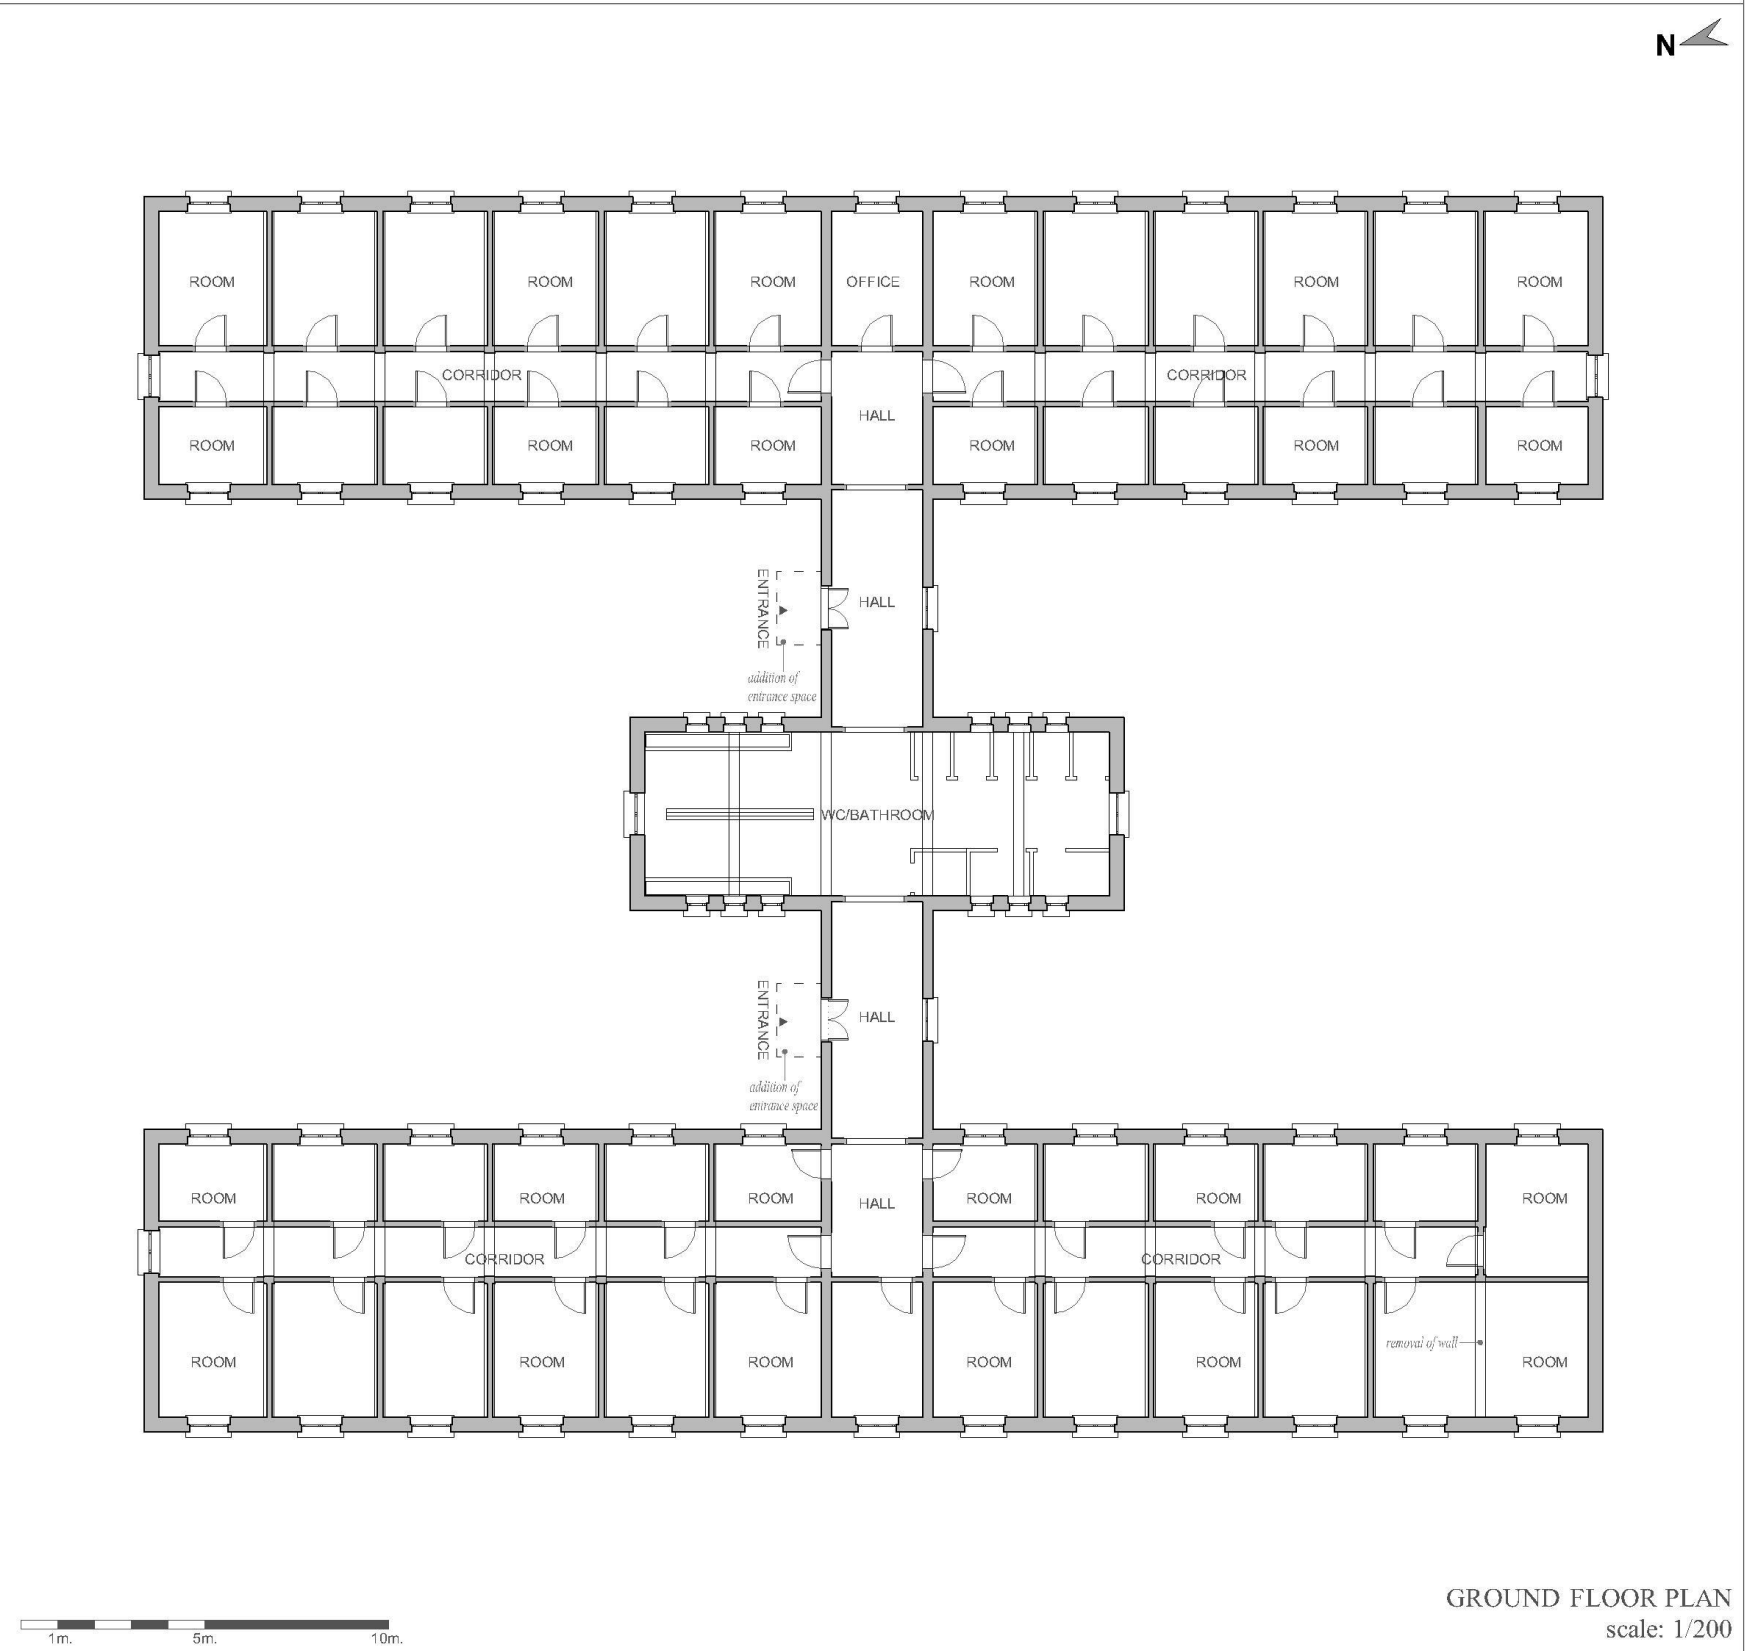 N
ROOM ROOM ROOM OFFICE ROOM ROOM ROOM
CORRIDOR CORRIDOR
HALL
ROOM ROOM ROOM ROOM ROOM ROOM
ENTRANCE
HALL
addition of
entrance space
WC/BATHROOM
ENTRANCE
HALL
addition of
entrance space
ROOM ROOM ROOM HALL ROOM ROOM ROOM
CORRIDOR CORRIDOR
removal of wall
ROOM ROOM ROOM ROOM ROOM ROOM
GROUND FLOOR PLAN
scale: 1/200
1m. 5m. 10m.